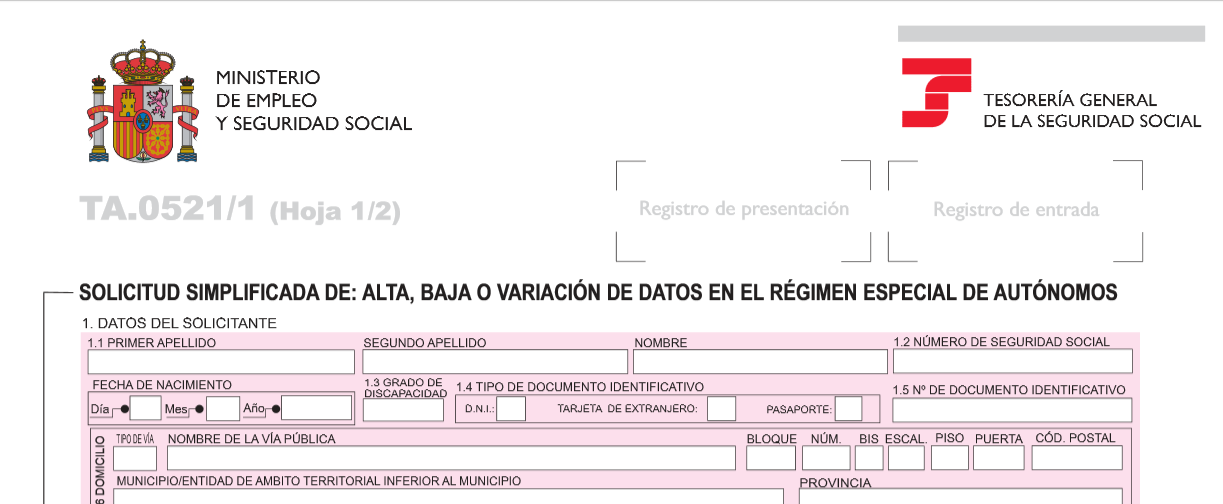 MINISTERIO
DE EMPLEO
Y SEGURIDAD SOCIAL
TESORERÍA GENERAL
DE LA SEGURIDAD SOCIAL
TA.0521/1 (Hoja 1/2)
Registro de presentación
Registro de entrada
SOLICITUD SIMPLIFICADA DE: ALTA, BAJA O VARIACIÓN DE DATOS EN EL RÉGIMEN ESPECIAL DE AUTÓNOMOS
1. DATOS DEL SOLICITANTE
1.1 PRIMER APELLIDO SEGUNDO APELLIDO NOMBRE 1.2 NÚMERO DE SEGURIDAD SOCIAL
FECHA DE NACIMIENTO 1.3 GRADO DE DISCAPACIDAD 1.4 TIPO DE DOCUMENTO IDENTIFICATIVO 1.5 Nº DE DOCUMENTO IDENTIFICATIVO
Día Mes Año D.N.I.: TARJETA DE EXTRANJERO: PASAPORTE:
TIPO DE VÍA NOMBRE DE LA VÍA PÚBLICA BLOQUE NÚM. BIS ESCAL. PISO PUERTA CÓD. POSTAL
DOMICILIO
MUNICIPIO/ENTIDAD DE AMBITO TERRITORIAL INFERIOR AL MUNICIPIO PROVINCIA